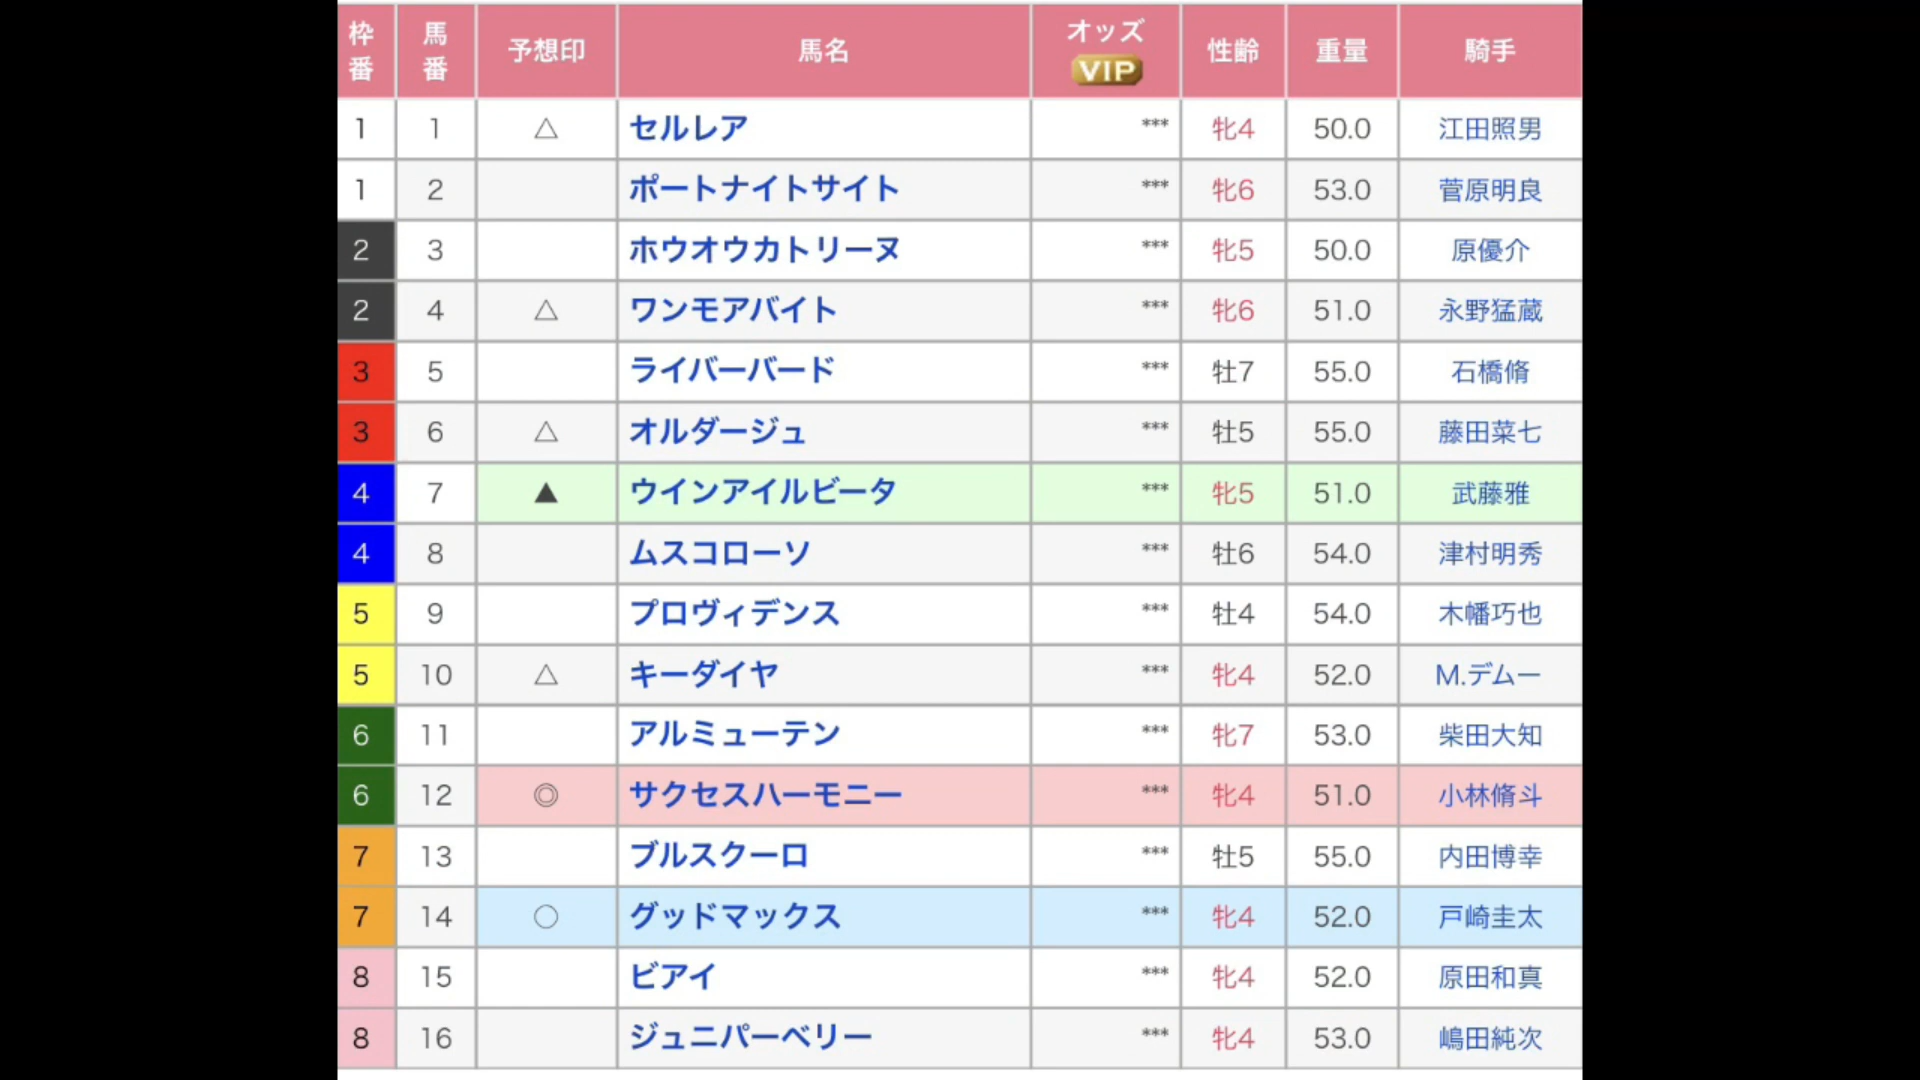 枠番 馬番 予想印 馬名 オッズ VIP 性齢 重量 騎手
1 1 △ セルレア *** 牝4 50.0 江田照男
1 2 ポートナイトサイト *** 牝6 53.0 菅原明良
2 3 ホウオウカトリーヌ *** 牝5 50.0 原優介
2 4 △ ワンモアバイト *** 牝6 51.0 永野猛蔵
3 5 ライバーバード *** 牡7 55.0 石橋脩
3 6 △ オルダージュ *** 牡5 55.0 藤田菜七
4 7 ▲ ウインアイルビータ *** 牝5 51.0 武藤雅
4 8 ムスコローソ *** 牡6 54.0 津村明秀
5 9 プロヴィデンス *** 牡4 54.0 木幡巧也
5 10 △ キーダイヤ *** 牝4 52.0 M.デムー
6 11 アルミューテン *** 牝7 53.0 柴田大知
6 12 ◎ サクセスハーモニー *** 牝4 51.0 小林脩斗
7 13 ブルスクーロ *** 牡5 55.0 内田博幸
7 14 ○ グッドマックス *** 牝4 52.0 戸崎圭太
8 15 ビアイ *** 牝4 52.0 原田和真
8 16 ジュニパーベリー *** 牝4 53.0 嶋田純次